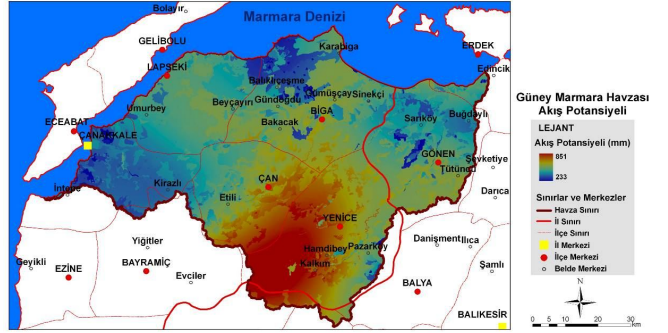 Bolayır
Marmara Denizi
GELİBOLU
Karabiga
ERDEK
LAPSEKİ
Edincik
Balıklıçeşme
Umurbey
Beyçayırı
Gündoğdu
Gümüşçay
Sinekçi
BİGA
Bakacak
Sarıköy
Buğdaylı
ECEABAT
ÇANAKKALE
GÖNEN
Şevketiye
Tütüncü
İntepe
Kirazlı
ÇAN
Etili
Darıca
YENİCE
Yiğitler
Hamdibey
Pazarköy
Danişment
Ilıca
Geyikli
EZİNE
BAYRAMİÇ
Evciler
Kalkım
Şamlı
BALYA
BALIKESİR
Güney Marmara Havzası
Akış Potansiyeli
LEJANT
Akış Potansiyeli (mm)
851
233
Sınırlar ve Merkezler
Havza Sınırı
İl Sınırı
İlçe Sınırı
İl Merkezi
İlçe Merkezi
Belde Merkezi
N
0 5 10 20 30
km